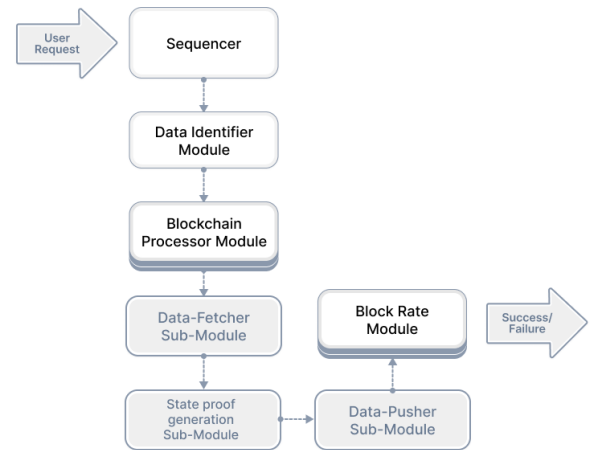 User
Request
Sequencer
Data Identifier
Module
Blockchain
Processor Module
Data-Fetcher
Sub-Module
State proof
generation
Sub-Module
Data-Pusher
Sub-Module
Block Rate
Module
Success/
Failure